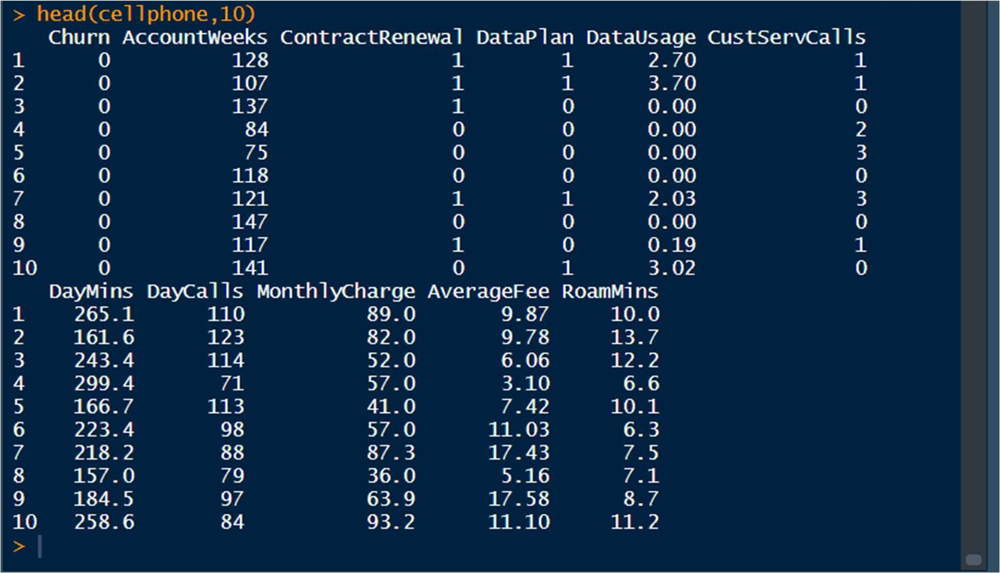 > head(cellphone,10)
Churn AccountWeeks ContractRenewal DataPlan DataUsage CustServCalls
1 0 128 1 1 2.70 1
2 0 107 1 1 3.70 1
3 0 137 1 0 0.00 0
4 0 84 0 0 0.00 2
5 0 75 0 0 0.00 3
6 0 118 0 0 0.00 0
7 0 121 1 1 2.03 3
8 0 147 0 0 0.00 0
9 0 117 1 0 0.19 1
10 0 141 0 1 3.02 0
DayMins DayCalls MonthlyCharge AverageFee RoamMins
1 265.1 110 89.0 9.87 10.0
2 161.6 123 82.0 9.78 13.7
3 243.4 114 52.0 6.06 12.2
4 299.4 71 57.0 3.10 6.6
5 166.7 113 41.0 7.42 10.1
6 223.4 98 57.0 11.03 6.3
7 218.2 88 87.3 17.43 7.5
8 157.0 79 36.0 5.16 7.1
9 184.5 97 63.9 17.58 8.7
10 258.6 84 93.2 11.10 11.2
>